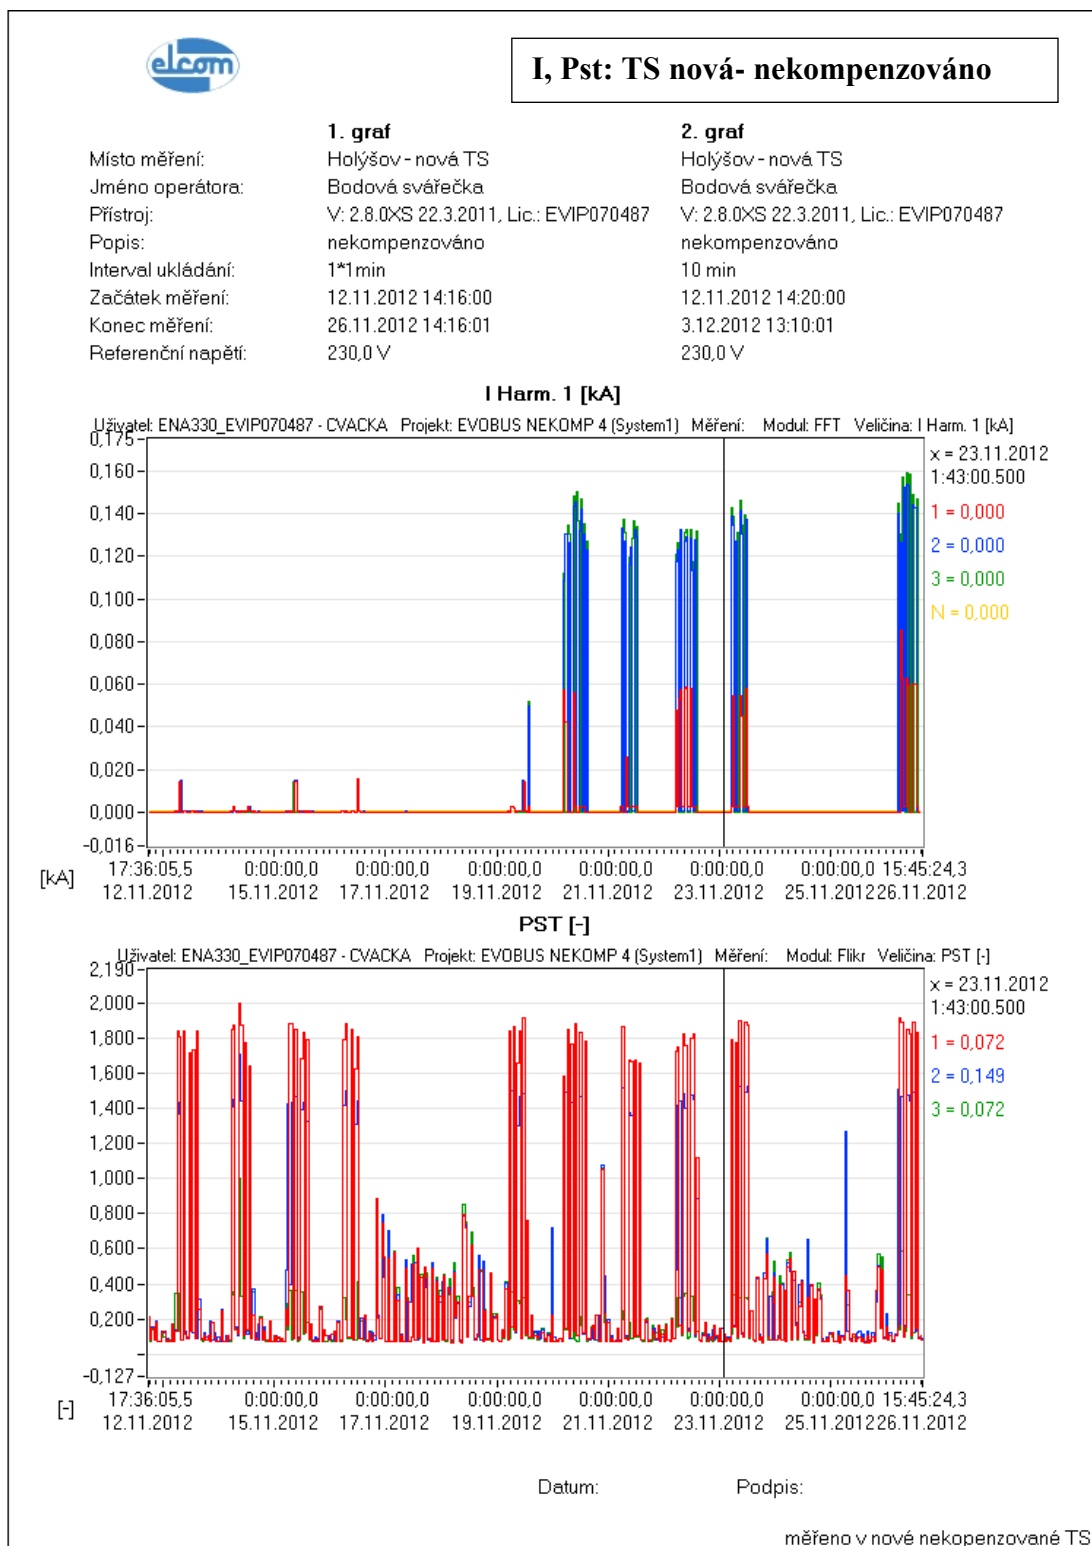 elcom
I, Pst: TS nová- nekompenzováno
1. graf 2. graf
Místo měření: Holýšov - nová TS Holýšov - nová TS
Jméno operátora: Bodová svářečka Bodová svářečka
Přístroj: V: 2.8.0XS 22.3.2011, Lic.: EVIP070487 V: 2.8.0XS 22.3.2011, Lic.: EVIP070487
Popis: nekompenzováno nekompenzováno
Interval ukládání: 1*1min 10 min
Začátek měření: 12.11.2012 14:16:00 12.11.2012 14:20:00
Konec měření: 26.11.2012 14:16:01 3.12.2012 13:10:01
Referenční napětí: 230,0 V 230,0 V
I Harm. 1 [kA]
Uživatel: ENA330_EVIP070487 - CVACKA Projekt: EVOBUS NEKOMP 4 (System1) Měření: Modul: FFT Veličina: I Harm. 1 [kA]
0,175
0,160
0,140
0,120
0,100
0,080
0,060
0,040
0,020
0,000
-0,016
x = 23.11.2012
1:43:00.500
1 = 0,000
2 = 0,000
3 = 0,000
N = 0,000
[kA]
17:36:05,5 0:00:00,0 0:00:00,0 0:00:00,0 0:00:00,0 0:00:00,0 0:00:00,0 15:45:24,3
12.11.2012 15.11.2012 17.11.2012 19.11.2012 21.11.2012 23.11.2012 25.11.2012 26.11.2012
PST [-]
Uživatel: ENA330_EVIP070487 - CVACKA Projekt: EVOBUS NEKOMP 4 (System1) Měření: Modul: Flikr Veličina: PST [-]
2,190
2,000
1,800
1,600
1,400
1,200
1,000
0,800
0,600
0,400
0,200
-
-0,127
x = 23.11.2012
1:43:00.500
1 = 0,072
2 = 0,149
3 = 0,072
[-]
17:36:05,5 0:00:00,0 0:00:00,0 0:00:00,0 0:00:00,0 0:00:00,0 0:00:00,0 15:45:24,3
12.11.2012 15.11.2012 17.11.2012 19.11.2012 21.11.2012 23.11.2012 25.11.2012 26.11.2012
Datum: Podpis:
měřeno v nové nekopenzované TS